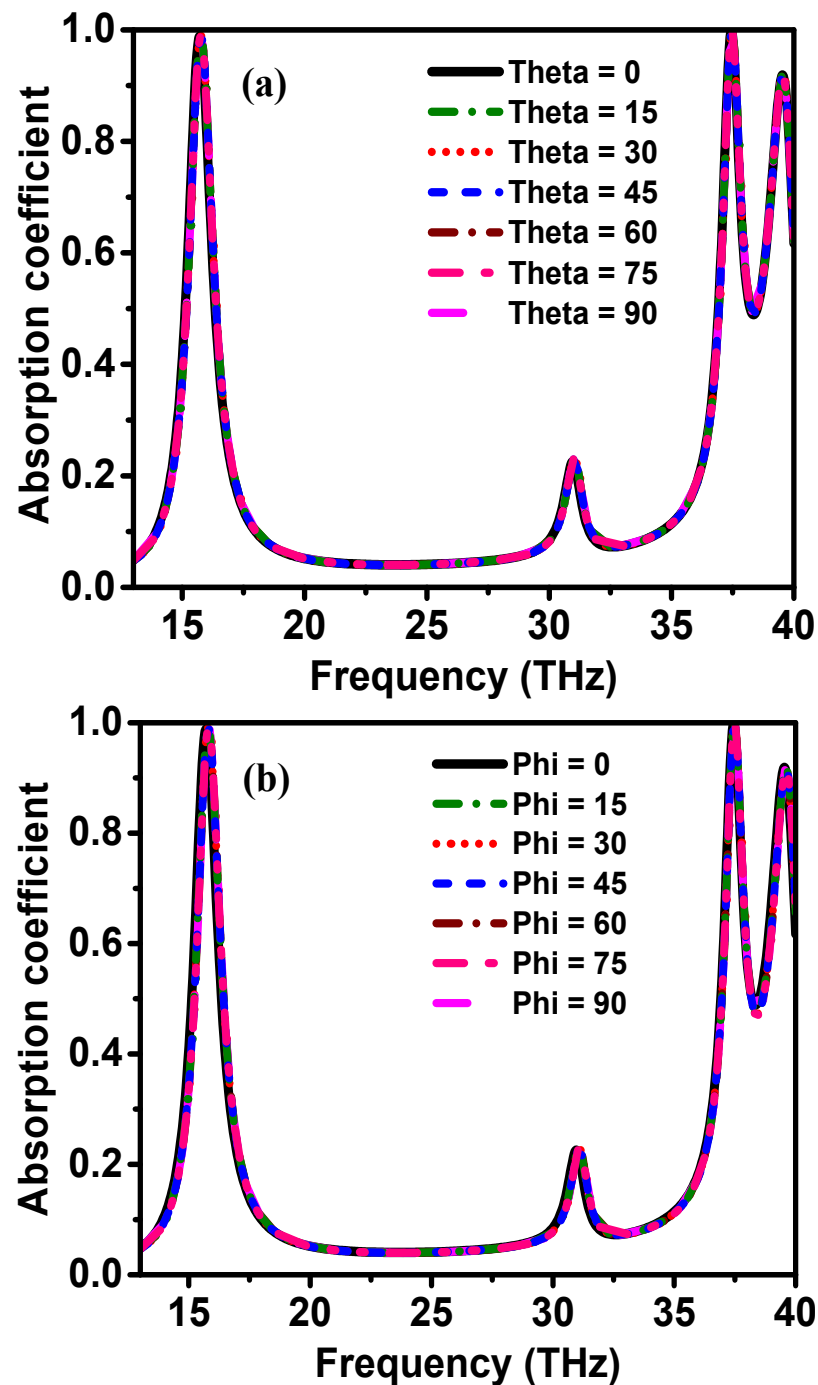 (a)
Absorption coefficient
1.0
0.8
0.6
0.4
0.2
0.0
Theta = 0
Theta = 15
Theta = 30
Theta = 45
Theta = 60
Theta = 75
Theta = 90
15 20 25 30 35 40
Frequency (THz)
(b)
Absorption coefficient
1.0
0.8
0.6
0.4
0.2
0.0
Phi = 0
Phi = 15
Phi = 30
Phi = 45
Phi = 60
Phi = 75
Phi = 90
15 20 25 30 35 40
Frequency (THz)